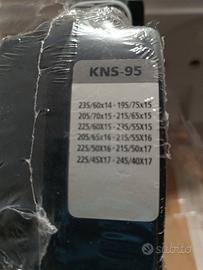 KNS-95
235/60x14 - 195/75x15
205/70x15 - 215/65x15
225/60x15 - 235/55x15
205/65x16 - 215/55x16
225/50x16 - 215/50x17
225/45X17 - 245/40X17
subito